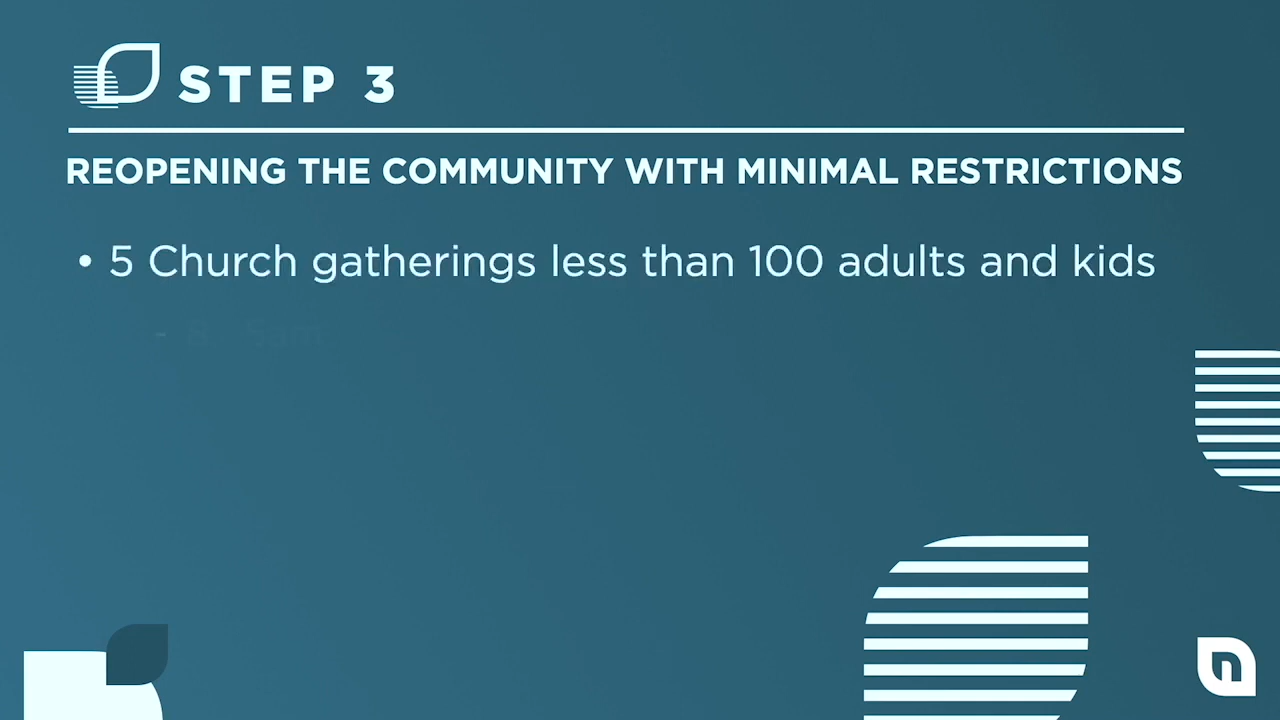 STEP 3
REOPENING THE COMMUNITY WITH MINIMAL RESTRICTIONS
• 5 Church gatherings less than 100 adults and kids